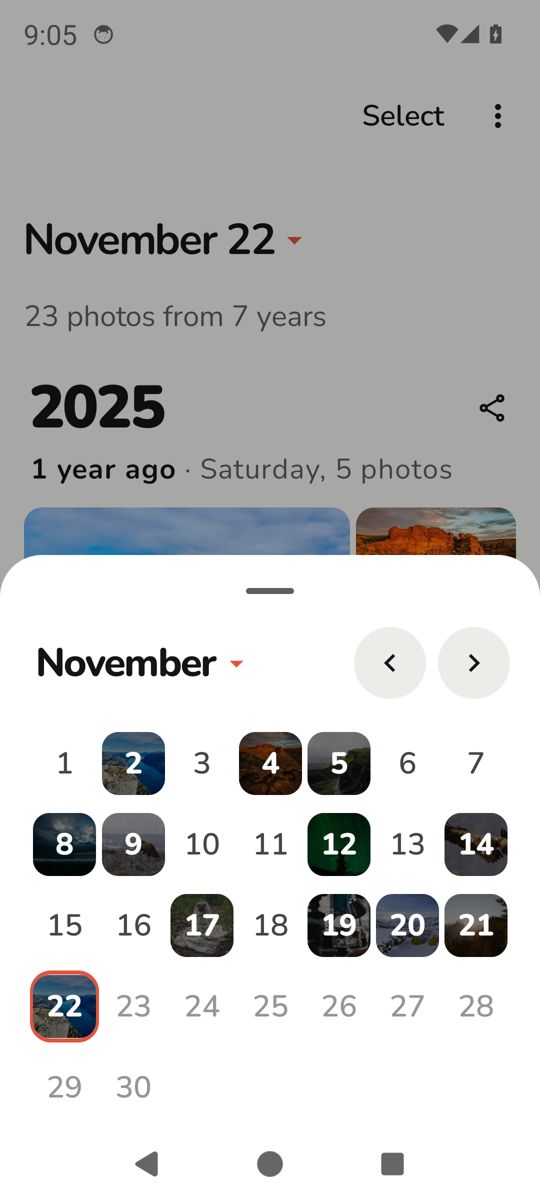 9:05
Select
November 22
23 photos from 7 years
2025
1 year ago · Saturday, 5 photos
November
1 2 3 4 5 6 7
8 9 10 11 12 13 14
15 16 17 18 19 20 21
22 23 24 25 26 27 28
29 30